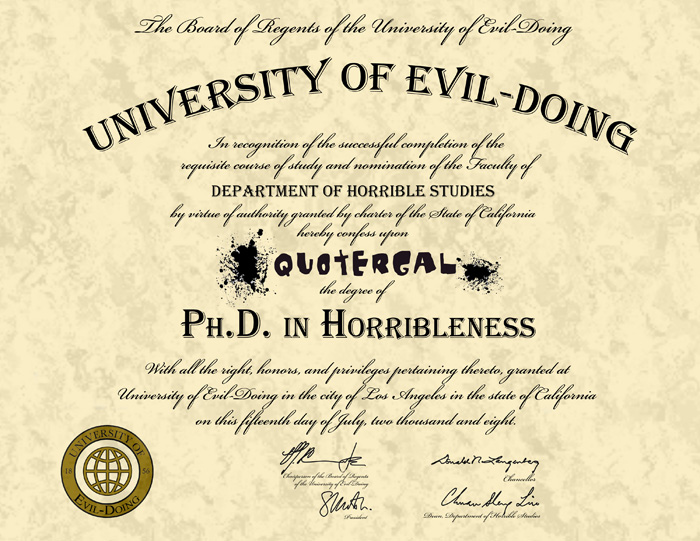 The Board of Regents of the University of Evil-Doing
UNIVERSITY OF EVIL-DOING
In recognition of the successful completion of the
requisite course of study and nomination of the Faculty of
DEPARTMENT OF HORRIBLE STUDIES
by virtue of authority granted by charter of the State of California
hereby confess upon
QUOTERGAL
the degree of
PH.D. IN HORRIBLENESS
With all the right, honors, and privileges pertaining thereto, granted at
University of Evil-Doing in the city of Los Angeles in the state of California
on this fifteenth day of July, two thousand and eight.
UNIVERSITY OF
EVIL-DOING
Chairperson of the Board of Regents
of the University of Evil-Doing
Chancellor
President
Dean, Department of Horrible Studies